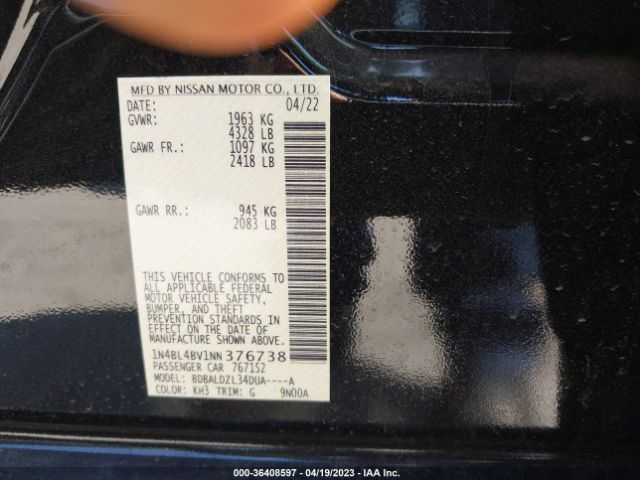 MFD BY NISSAN MOTOR CO., LTD.
DATE: 04/22
GVWR: 1963 KG
4328 LB
GAWR FR.: 1097 KG
2418 LB
GAWR RR.: 945 KG
2083 LB
THIS VEHICLE CONFORMS TO
ALL APPLICABLE FEDERAL
MOTOR VEHICLE SAFETY,
BUMPER, AND THEFT
PREVENTION STANDARDS IN
EFFECT ON THE DATE OF
MANUFACTURE SHOWN ABOVE.
1N4BL4BV1NN376738
PASSENGER CAR 7671S2
MODEL: BDBALDZL34DUA----A
COLOR: KH3 TRIM: G 9N00A
000-36408597 - 04/19/2023 - IAA Inc.